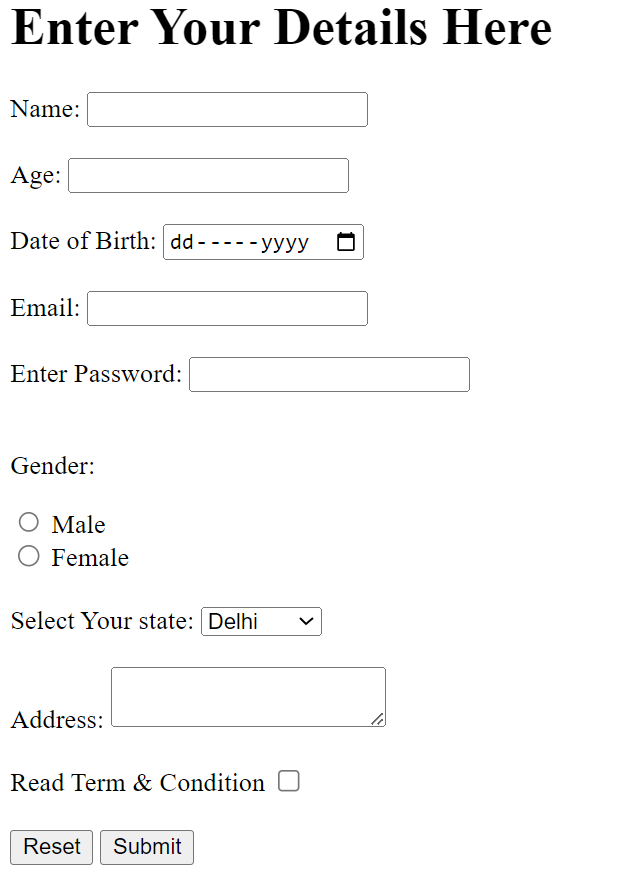 Enter Your Details Here
Name:
Age:
Date of Birth: dd-----yyyy
Email:
Enter Password:
Gender:
Male
Female
Select Your state: Delhi
Address:
Read Term & Condition
Reset Submit